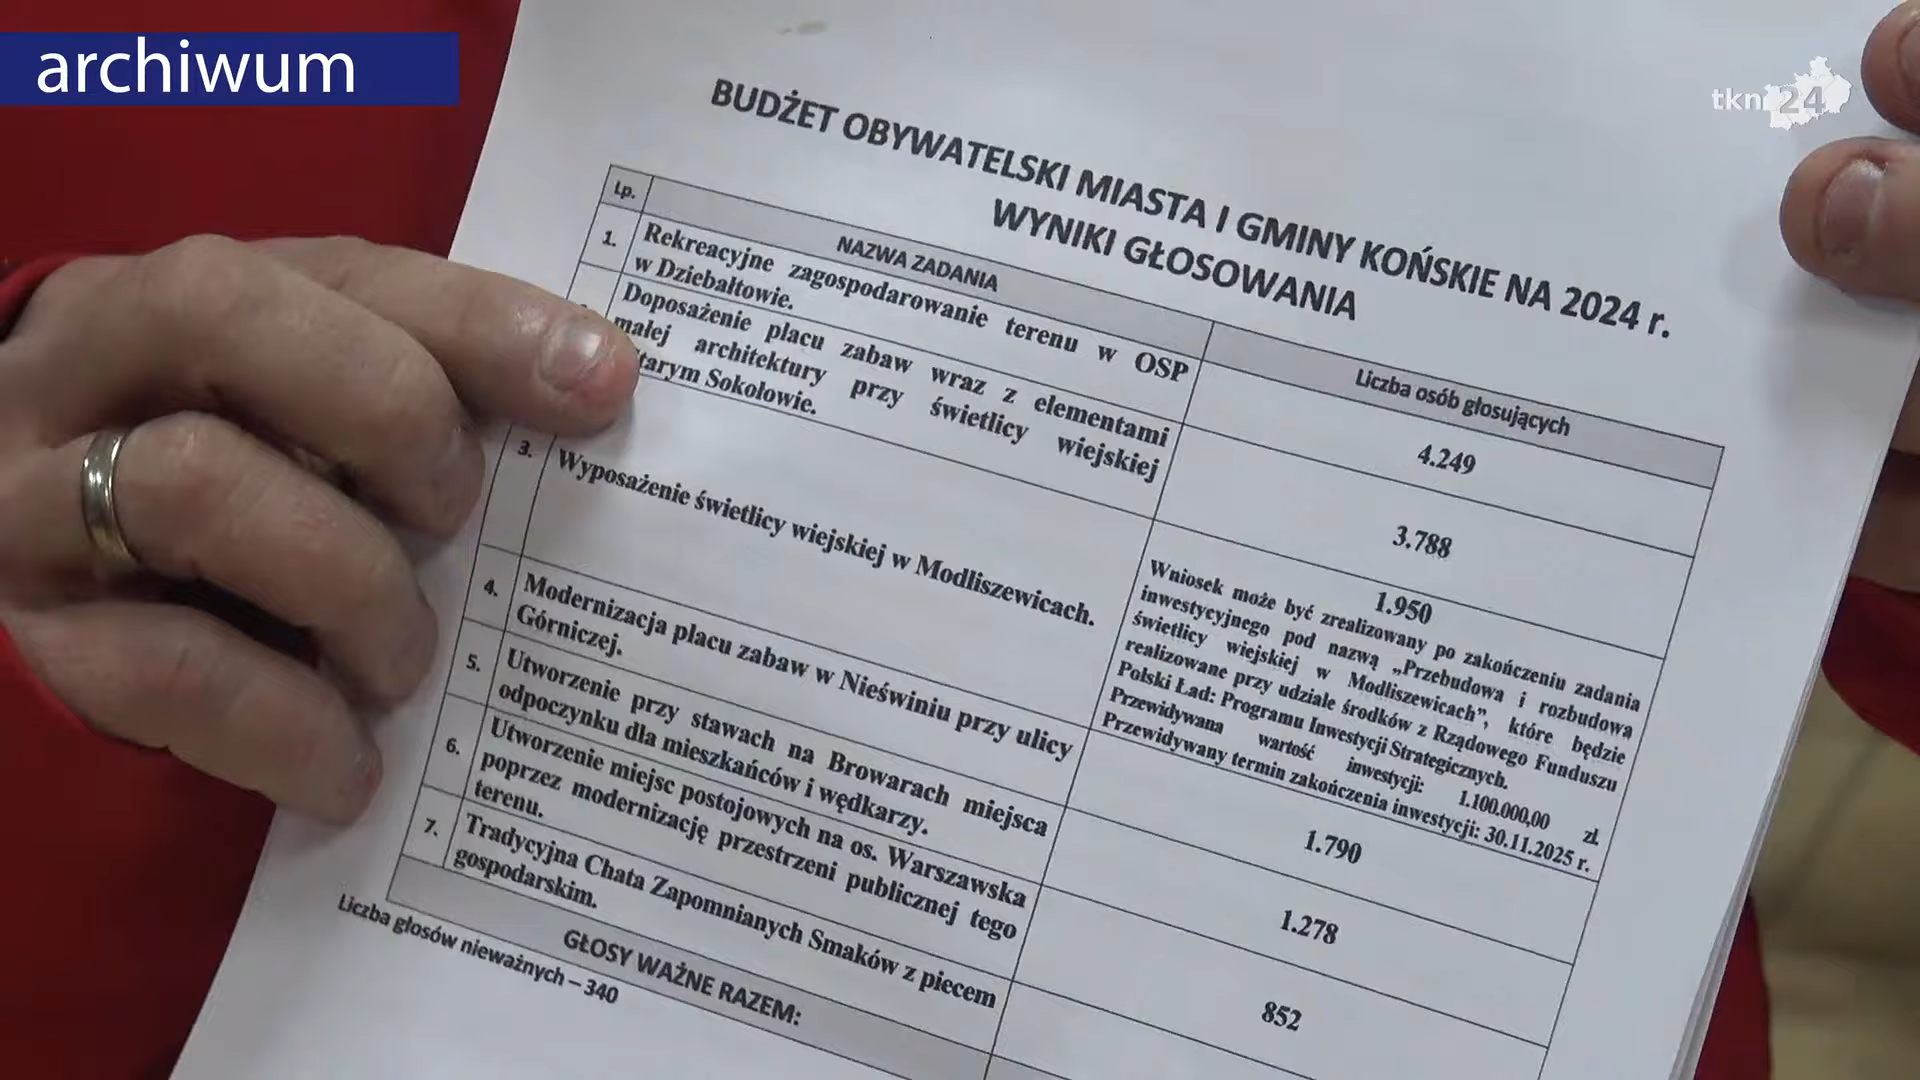 archiwum
tkn 24
BUDŻET OBYWATELSKI MIASTA I GMINY KOŃSKIE NA 2024 r.
WYNIKI GŁOSOWANIA
Lp.
NAZWA ZADANIA
Liczba osób głosujących
1.
Rekreacyjne zagospodarowanie terenu w OSP
w Dziebałtowie.
4.249
Doposażenie placu zabaw wraz z elementami
małej architektury przy świetlicy wiejskiej
tarym Sokołowie.
3.788
3.
Wyposażenie świetlicy wiejskiej w Modliszewicach.
1.950
Wniosek może być zrealizowany po zakończeniu zadania
inwestycyjnego pod nazwą „Przebudowa i rozbudowa
świetlicy wiejskiej w Modliszewicach”, które będzie
realizowane przy udziale środków z Rządowego Funduszu
Polski Ład: Programu Inwestycji Strategicznych.
Przewidywana wartość inwestycji: 1.100.000,00 zł.
Przewidywany termin zakończenia inwestycji: 30.11.2025 r.
4.
Modernizacja placu zabaw w Nieświniu przy ulicy
Górniczej.
1.790
5.
Utworzenie przy stawach na Browarach miejsca
odpoczynku dla mieszkańców i wędkarzy.
1.278
6.
Utworzenie miejsc postojowych na os. Warszawska
poprzez modernizację przestrzeni publicznej tego
terenu.
852
7.
Tradycyjna Chata Zapomnianych Smaków z piecem
gospodarskim.
GŁOSY WAŻNE RAZEM:
Liczba głosów nieważnych – 340